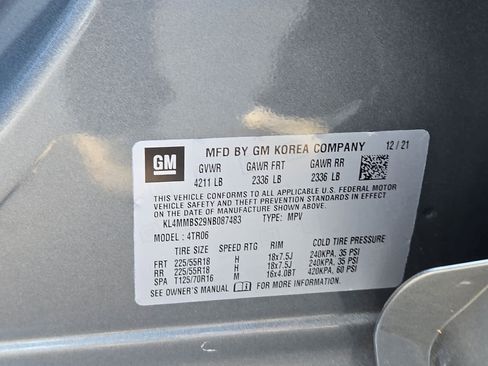 GM
MFD BY GM KOREA COMPANY 12 / 21
GVWR GAWR FRT GAWR RR
4211 LB 2336 LB 2336 LB
THIS VEHICLE CONFORMS TO ALL APPLICABLE U.S. FEDERAL MOTOR
VEHICLE SAFETY AND THEFT PREVENTION STANDARDS
IN EFFECT ON THE DATE OF MANUFACTURE SHOWN ABOVE.
KL4MMBS29NB087483 TYPE: MPV
MODEL : 4TR06
TIRE SIZE SPEED RTG RIM COLD TIRE PRESSURE
FRT 225/55R18 H 18x7.5J 240KPA, 35 PSI
RR 225/55R18 H 18x7.5J 240KPA, 35 PSI
SPA T125/70R16 M 16x4.0BT 420KPA, 60 PSI
SEE OWNER'S MANUAL FOR MORE INFORMATION.